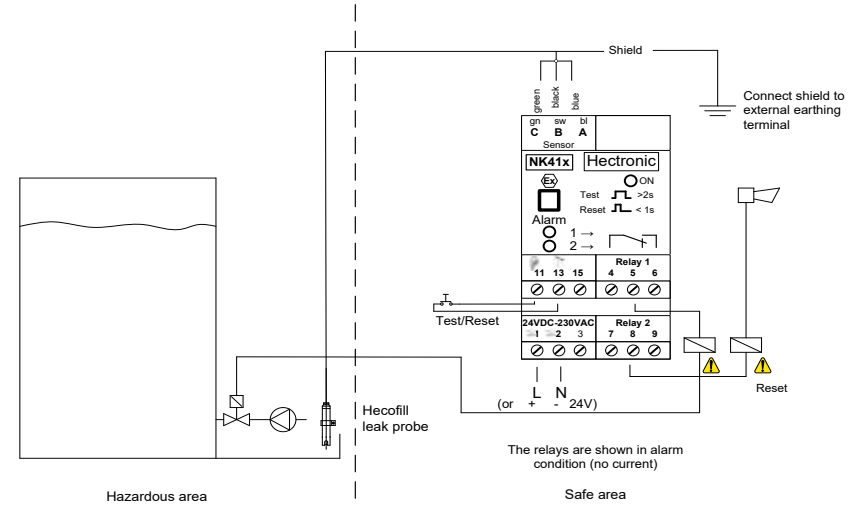 Shield
Connect shield to
external earthing
terminal
green
black
blue
gn sw bl
C B A
Sensor
NK41x Hectronic
Ex
ON
Test >2s
Reset < 1s
Alarm
1 →
2 →
Relay 1
11 13 15 4 5 6
Test/Reset
24VDC-230VAC Relay 2
1 2 3 7 8 9
L N
(or + - 24V)
Reset
Hecofill
leak probe
The relays are shown in alarm
condition (no current)
Hazardous area
Safe area